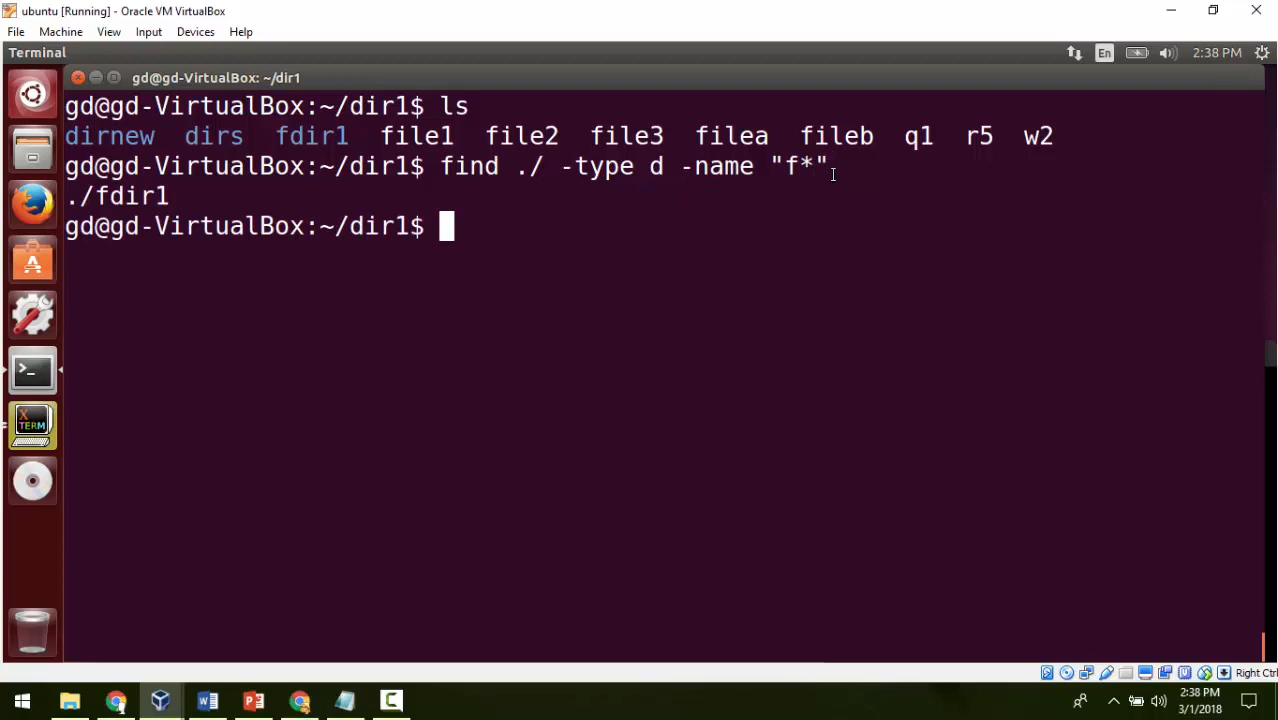 ubuntu [Running] - Oracle VM VirtualBox
File Machine View Input Devices Help
Terminal En 2:38 PM
gd@gd-VirtualBox: ~/dir1
gd@gd-VirtualBox:~/dir1$ ls
dirnew dirs fdir1 file1 file2 file3 filea fileb q1 r5 w2
gd@gd-VirtualBox:~/dir1$ find ./ -type d -name "f*"
./fdir1
gd@gd-VirtualBox:~/dir1$
X
TERM
Right Ctrl
2:38 PM
3/1/2018